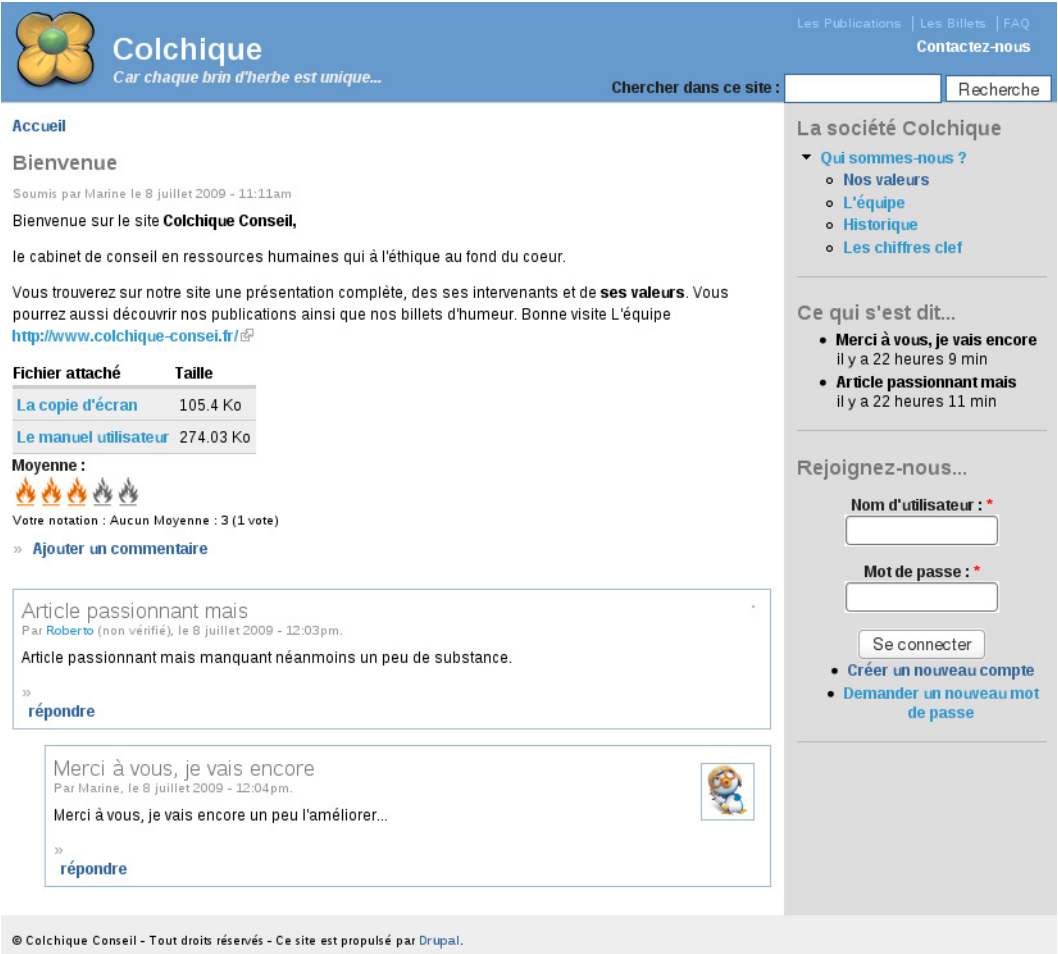 Les Publications | Les Billets | FAQ
Contactez-nous
Colchique
Car chaque brin d'herbe est unique...
Chercher dans ce site :
Recherche
Accueil
Bienvenue
Soumis par Marine le 8 juillet 2009 - 11:11am
Bienvenue sur le site Colchique Conseil,
le cabinet de conseil en ressources humaines qui à l'éthique au fond du coeur.
Vous trouverez sur notre site une présentation complète, des ses intervenants et de ses valeurs. Vous
pourrez aussi découvrir nos publications ainsi que nos billets d'humeur. Bonne visite L'équipe
http://www.colchique-consei.fr/
Fichier attaché Taille
La copie d'écran 105.4 Ko
Le manuel utilisateur 274.03 Ko
Moyenne :
Votre notation : Aucun Moyenne : 3 (1 vote)
» Ajouter un commentaire
Article passionnant mais
Par Roberto (non vérifié), le 8 juillet 2009 - 12:03pm.
Article passionnant mais manquant néanmoins un peu de substance.
»
répondre
Merci à vous, je vais encore
Par Marine, le 8 juillet 2009 - 12:04pm.
Merci à vous, je vais encore un peu l'améliorer...
»
répondre
La société Colchique
Qui sommes-nous ?
Nos valeurs
L'équipe
Historique
Les chiffres clef
Ce qui s'est dit...
Merci à vous, je vais encore
il y a 22 heures 9 min
Article passionnant mais
il y a 22 heures 11 min
Rejoignez-nous...
Nom d'utilisateur : *
Mot de passe : *
Se connecter
Créer un nouveau compte
Demander un nouveau mot
de passe
© Colchique Conseil - Tout droits réservés - Ce site est propulsé par Drupal.